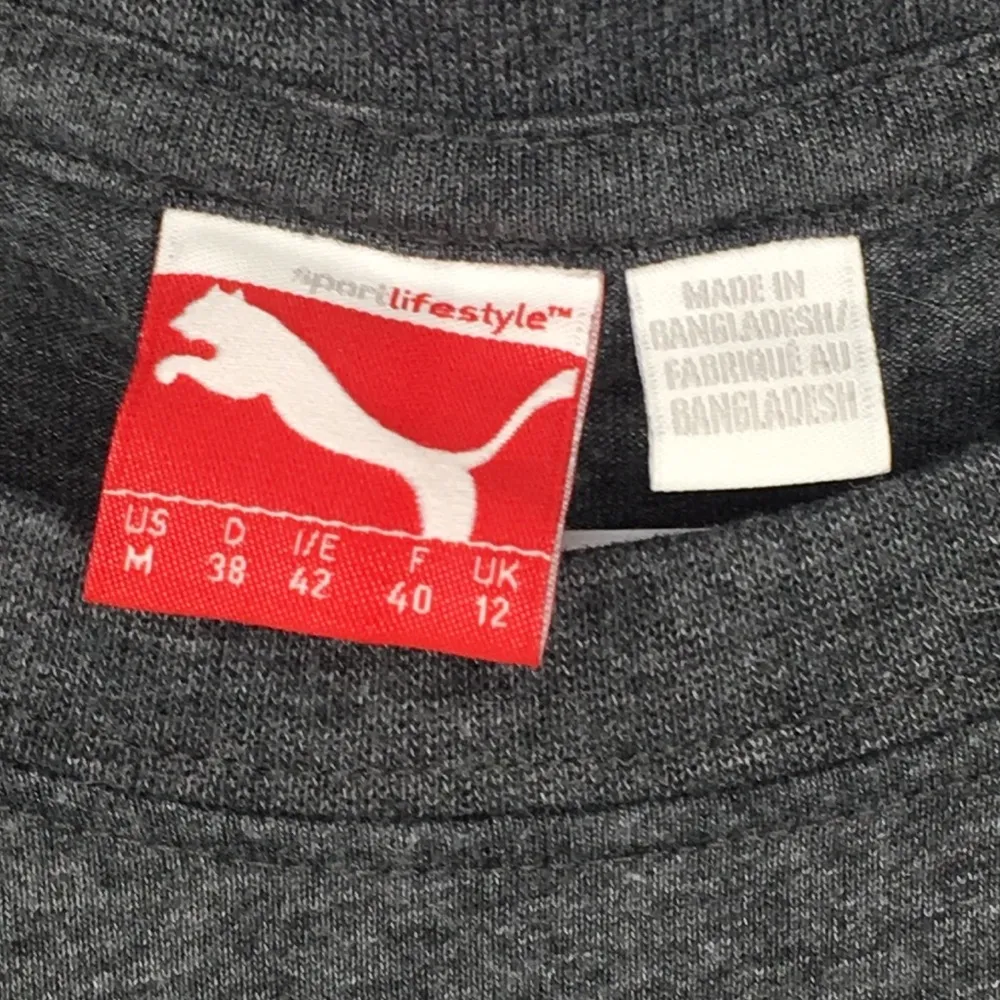 sportlifestyle™
US D I/E F UK
M 38 42 40 12
MADE IN
BANGLADESH/
FABRIQUÉ AU
BANGLADESH